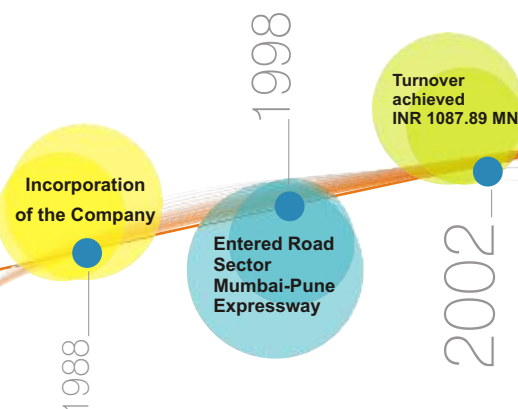 Incorporation
of the Company
1988
1998
Entered Road
Sector
Mumbai-Pune
Expressway
Turnover
achieved
INR 1087.89 MN
2002